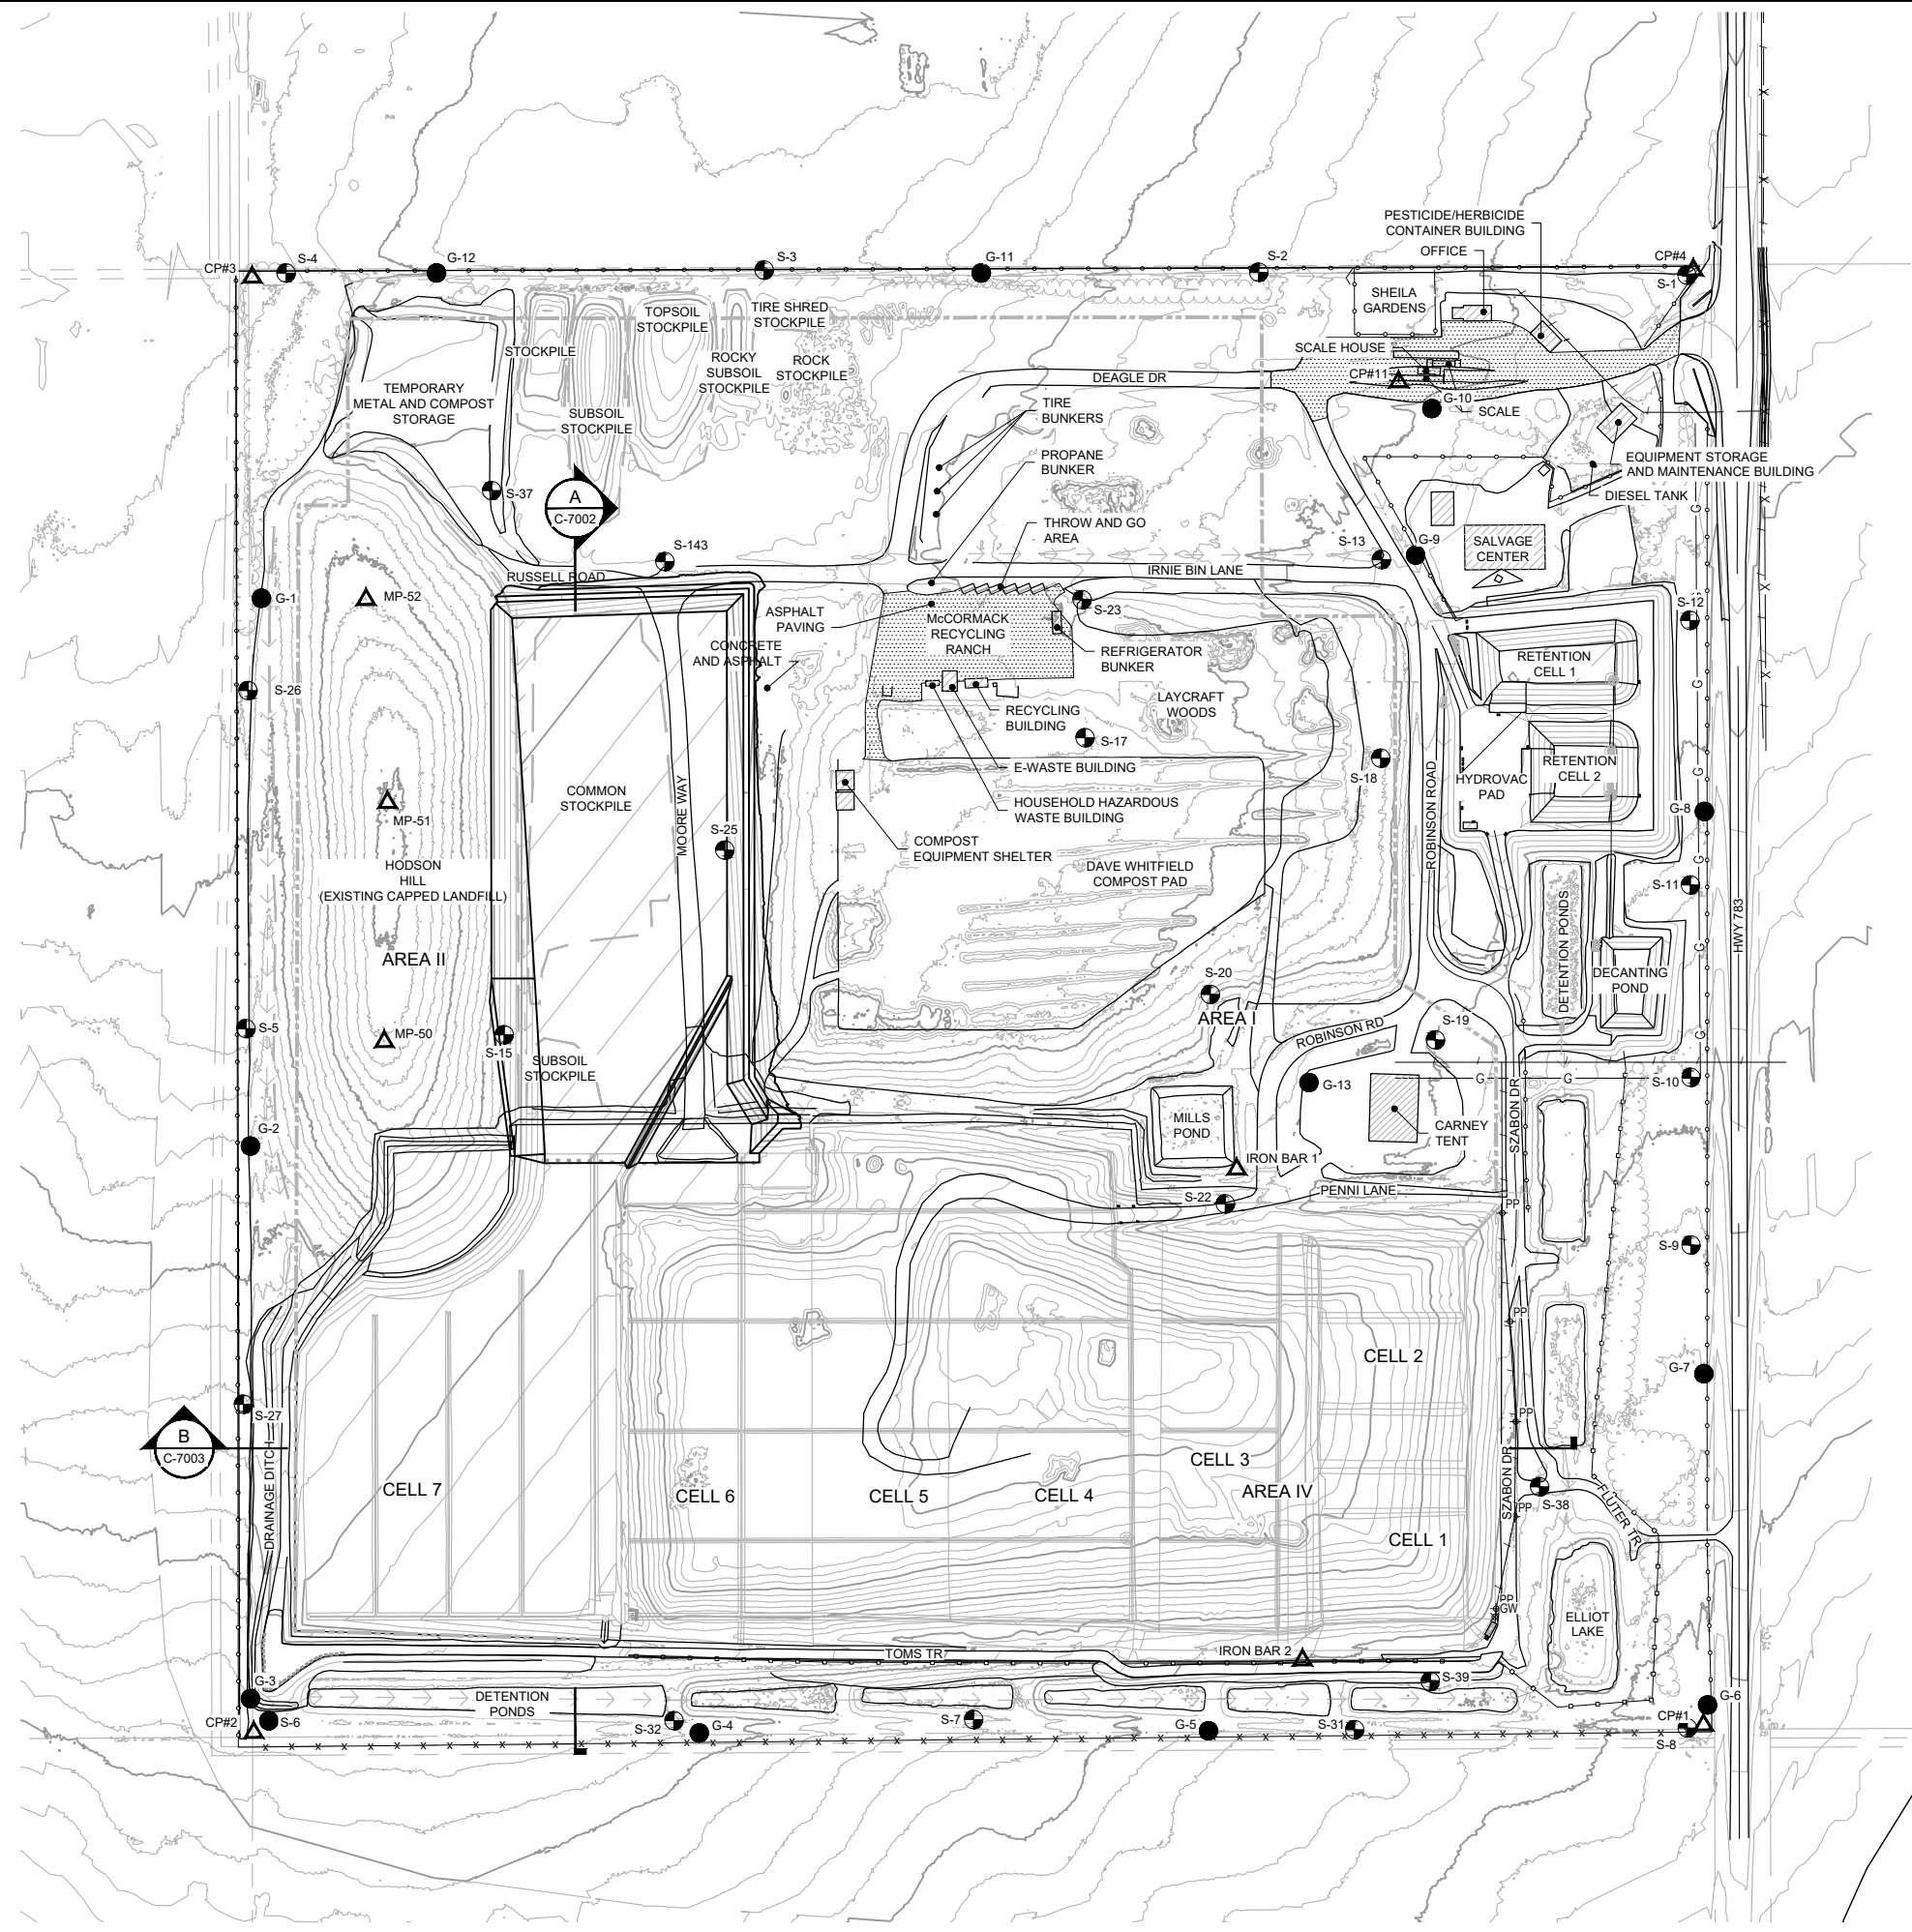 PESTICIDE/HERBICIDE
CONTAINER BUILDING
OFFICE
CP#3
S-4
G-12
S-3
G-11
S-2
CP#4
S-1
SHEILA
GARDENS
TOPSOIL
STOCKPILE
TIRE SHRED
STOCKPILE
STOCKPILE
ROCKY
SUBSOIL
STOCKPILE
ROCK
STOCKPILE
SCALE HOUSE
CP#11
DEAGLE DR
TEMPORARY
METAL AND COMPOST
STORAGE
SUBSOIL
STOCKPILE
TIRE
BUNKERS
G-10
SCALE
PROPANE
BUNKER
EQUIPMENT STORAGE
AND MAINTENANCE BUILDING
DIESEL TANK
S-37
A
C-7002
THROW AND GO
AREA
S-143
S-13
G-9
SALVAGE
CENTER
RUSSELL ROAD
IRNIE BIN LANE
G-1
MP-52
ASPHALT
PAVING
McCORMACK
RECYCLING
RANCH
S-23
S-12
CONCRETE
AND ASPHALT
REFRIGERATOR
BUNKER
RETENTION
CELL 1
S-26
RECYCLING
BUILDING
LAYCRAFT
WOODS
S-17
E-WASTE BUILDING
S-18
RETENTION
CELL 2
HYDROVAC
PAD
ROBINSON ROAD
COMMON
STOCKPILE
MOORE WAY
HOUSEHOLD HAZARDOUS
WASTE BUILDING
G-8
MP-51
S-25
COMPOST
EQUIPMENT SHELTER
HODSON
HILL
(EXISTING CAPPED LANDFILL)
DAVE WHITFIELD
COMPOST PAD
S-11
HWY 783
AREA II
DETENTION PONDS
DECANTING
POND
S-20
AREA I
S-5
MP-50
S-15
ROBINSON RD
S-19
SUBSOIL
STOCKPILE
G-13
G
G
S-10
SZABON DR
G-2
MILLS
POND
CARNEY
TENT
IRON BAR 1
S-22
PENNI LANE
PP
S-9
PP
CELL 2
G-7
S-27
PP
B
C-7003
DRAINAGE DITCH
CELL 3
CELL 7
CELL 6
CELL 5
CELL 4
AREA IV
SZABON DR
S-38
PP
FLUTER TR
CELL 1
PP
GW
ELLIOT
LAKE
TOMS TR
IRON BAR 2
G-3
S-39
DETENTION
PONDS
G-6
CP#2
S-6
S-32
G-4
S-7
G-5
S-31
CP#1
S-8